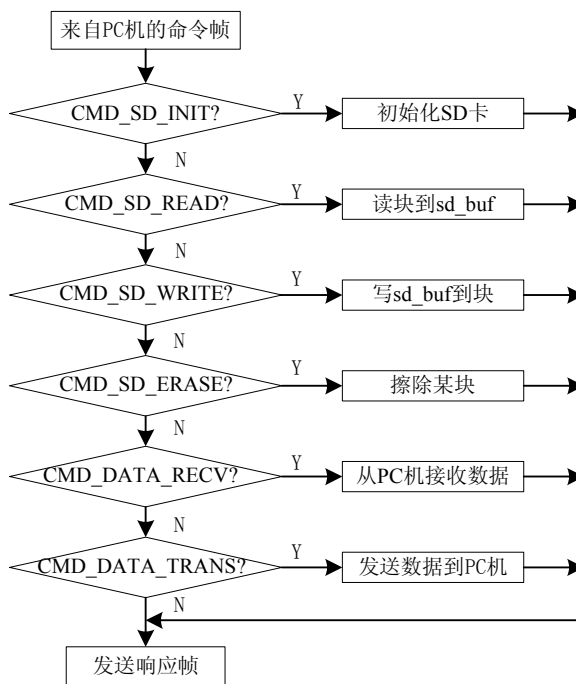 来自PC机的命令帧
CMD_SD_INIT?
Y
初始化SD卡
N
CMD_SD_READ?
Y
读块到sd_buf
N
CMD_SD_WRITE?
Y
写sd_buf到块
N
CMD_SD_ERASE?
Y
擦除某块
N
CMD_DATA_RECV?
Y
从PC机接收数据
N
CMD_DATA_TRANS?
Y
发送数据到PC机
N
发送响应帧